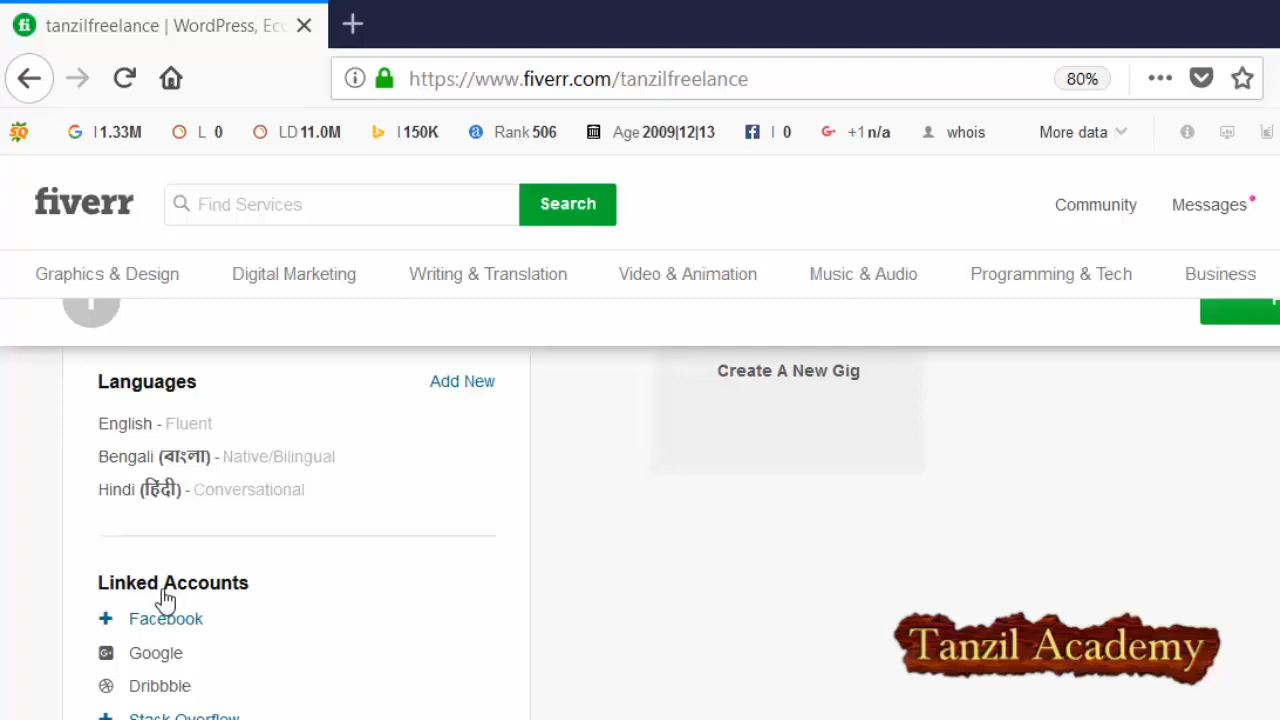 tanzilfreelance | WordPress, Ec
https://www.fiverr.com/tanzilfreelance 80%
SQ I 1.33M L 0 LD 11.0M I 150K Rank 506 Age 2009|12|13 I 0 +1 n/a whois More data
fiverr Find Services Search Community Messages
Graphics & Design Digital Marketing Writing & Translation Video & Animation Music & Audio Programming & Tech Business
Languages Add New
Create A New Gig
English - Fluent
Bengali (বাংলা) - Native/Bilingual
Hindi (हिंदी) - Conversational
Linked Accounts
Facebook
Google
Dribbble
Stack Overflow
Tanzil Academy